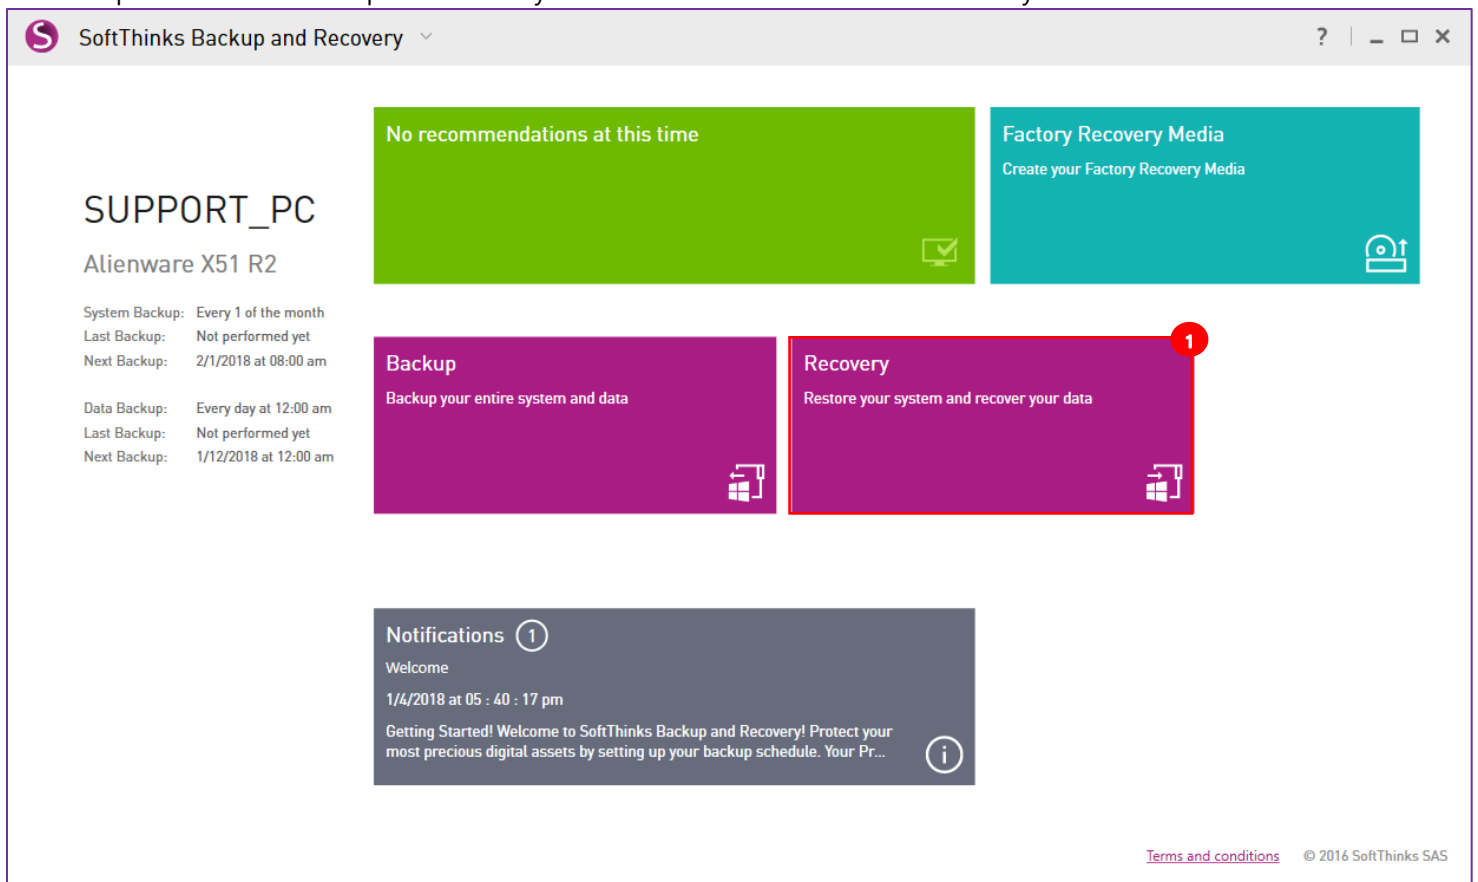 SoftThinks Backup and Recovery
?
SUPPORT_PC
Alienware X51 R2
System Backup: Every 1 of the month
Last Backup: Not performed yet
Next Backup: 2/1/2018 at 08:00 am
Data Backup: Every day at 12:00 am
Last Backup: Not performed yet
Next Backup: 1/12/2018 at 12:00 am
No recommendations at this time
Factory Recovery Media
Create your Factory Recovery Media
Backup
Backup your entire system and data
1
Recovery
Restore your system and recover your data
Notifications 1
Welcome
1/4/2018 at 05 : 40 : 17 pm
Getting Started! Welcome to SoftThinks Backup and Recovery! Protect your
most precious digital assets by setting up your backup schedule. Your Pr...
Terms and conditions © 2016 SoftThinks SAS